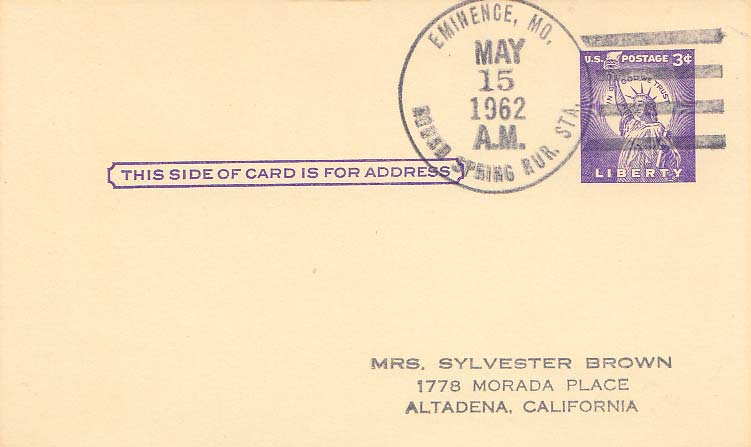 EMINENCE, MO.
MAY
15
1962
A.M.
ROUND SPRING RUR. STA.
U.S. POSTAGE 3¢
IN GOD WE TRUST
LIBERTY
THIS SIDE OF CARD IS FOR ADDRESS
MRS. SYLVESTER BROWN
1778 MORADA PLACE
ALTADENA, CALIFORNIA